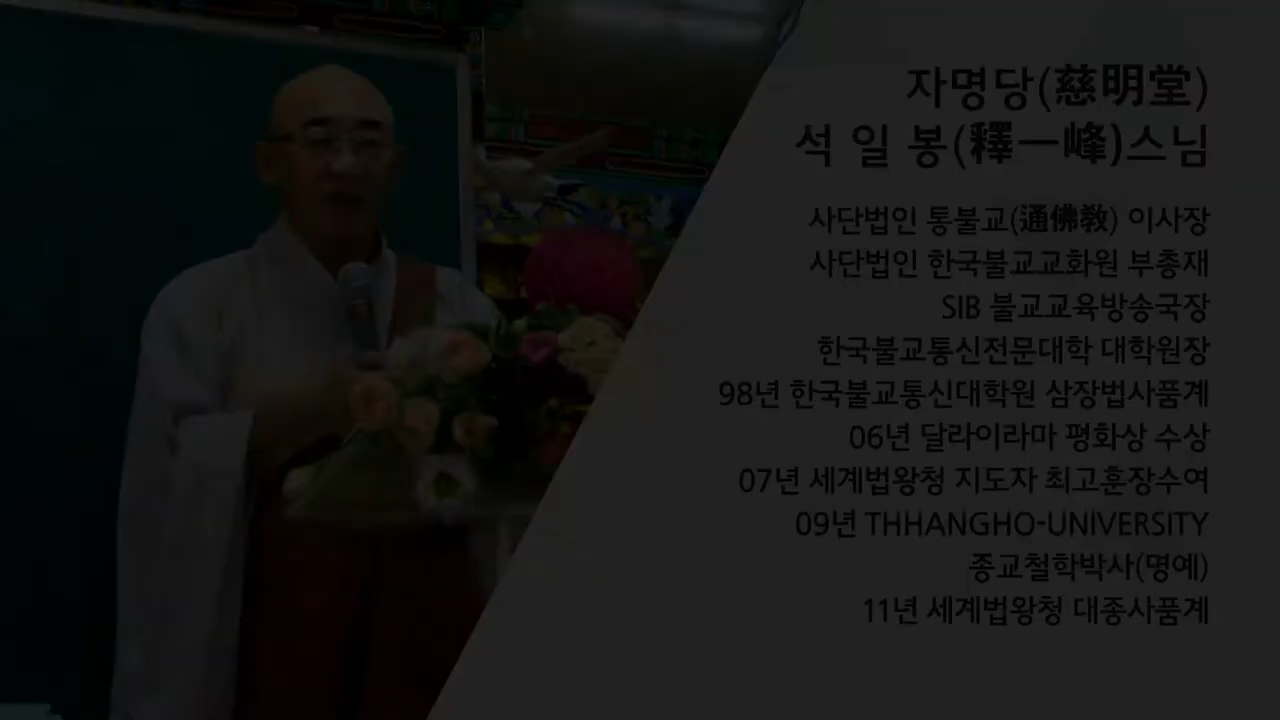 자명당(慈明堂)
석 일 봉(釋一峰)스님
사단법인 통불교(通佛敎) 이사장
사단법인 한국불교교화원 부총재
SIB 불교교육방송국장
한국불교통신전문대학 대학원장
98년 한국불교통신대학원 삼장법사품계
06년 달라이라마 평화상 수상
07년 세계법왕청 지도자 최고훈장수여
09년 THHANGHO-UNIVERSITY
종교철학박사(명예)
11년 세계법왕청 대종사품계